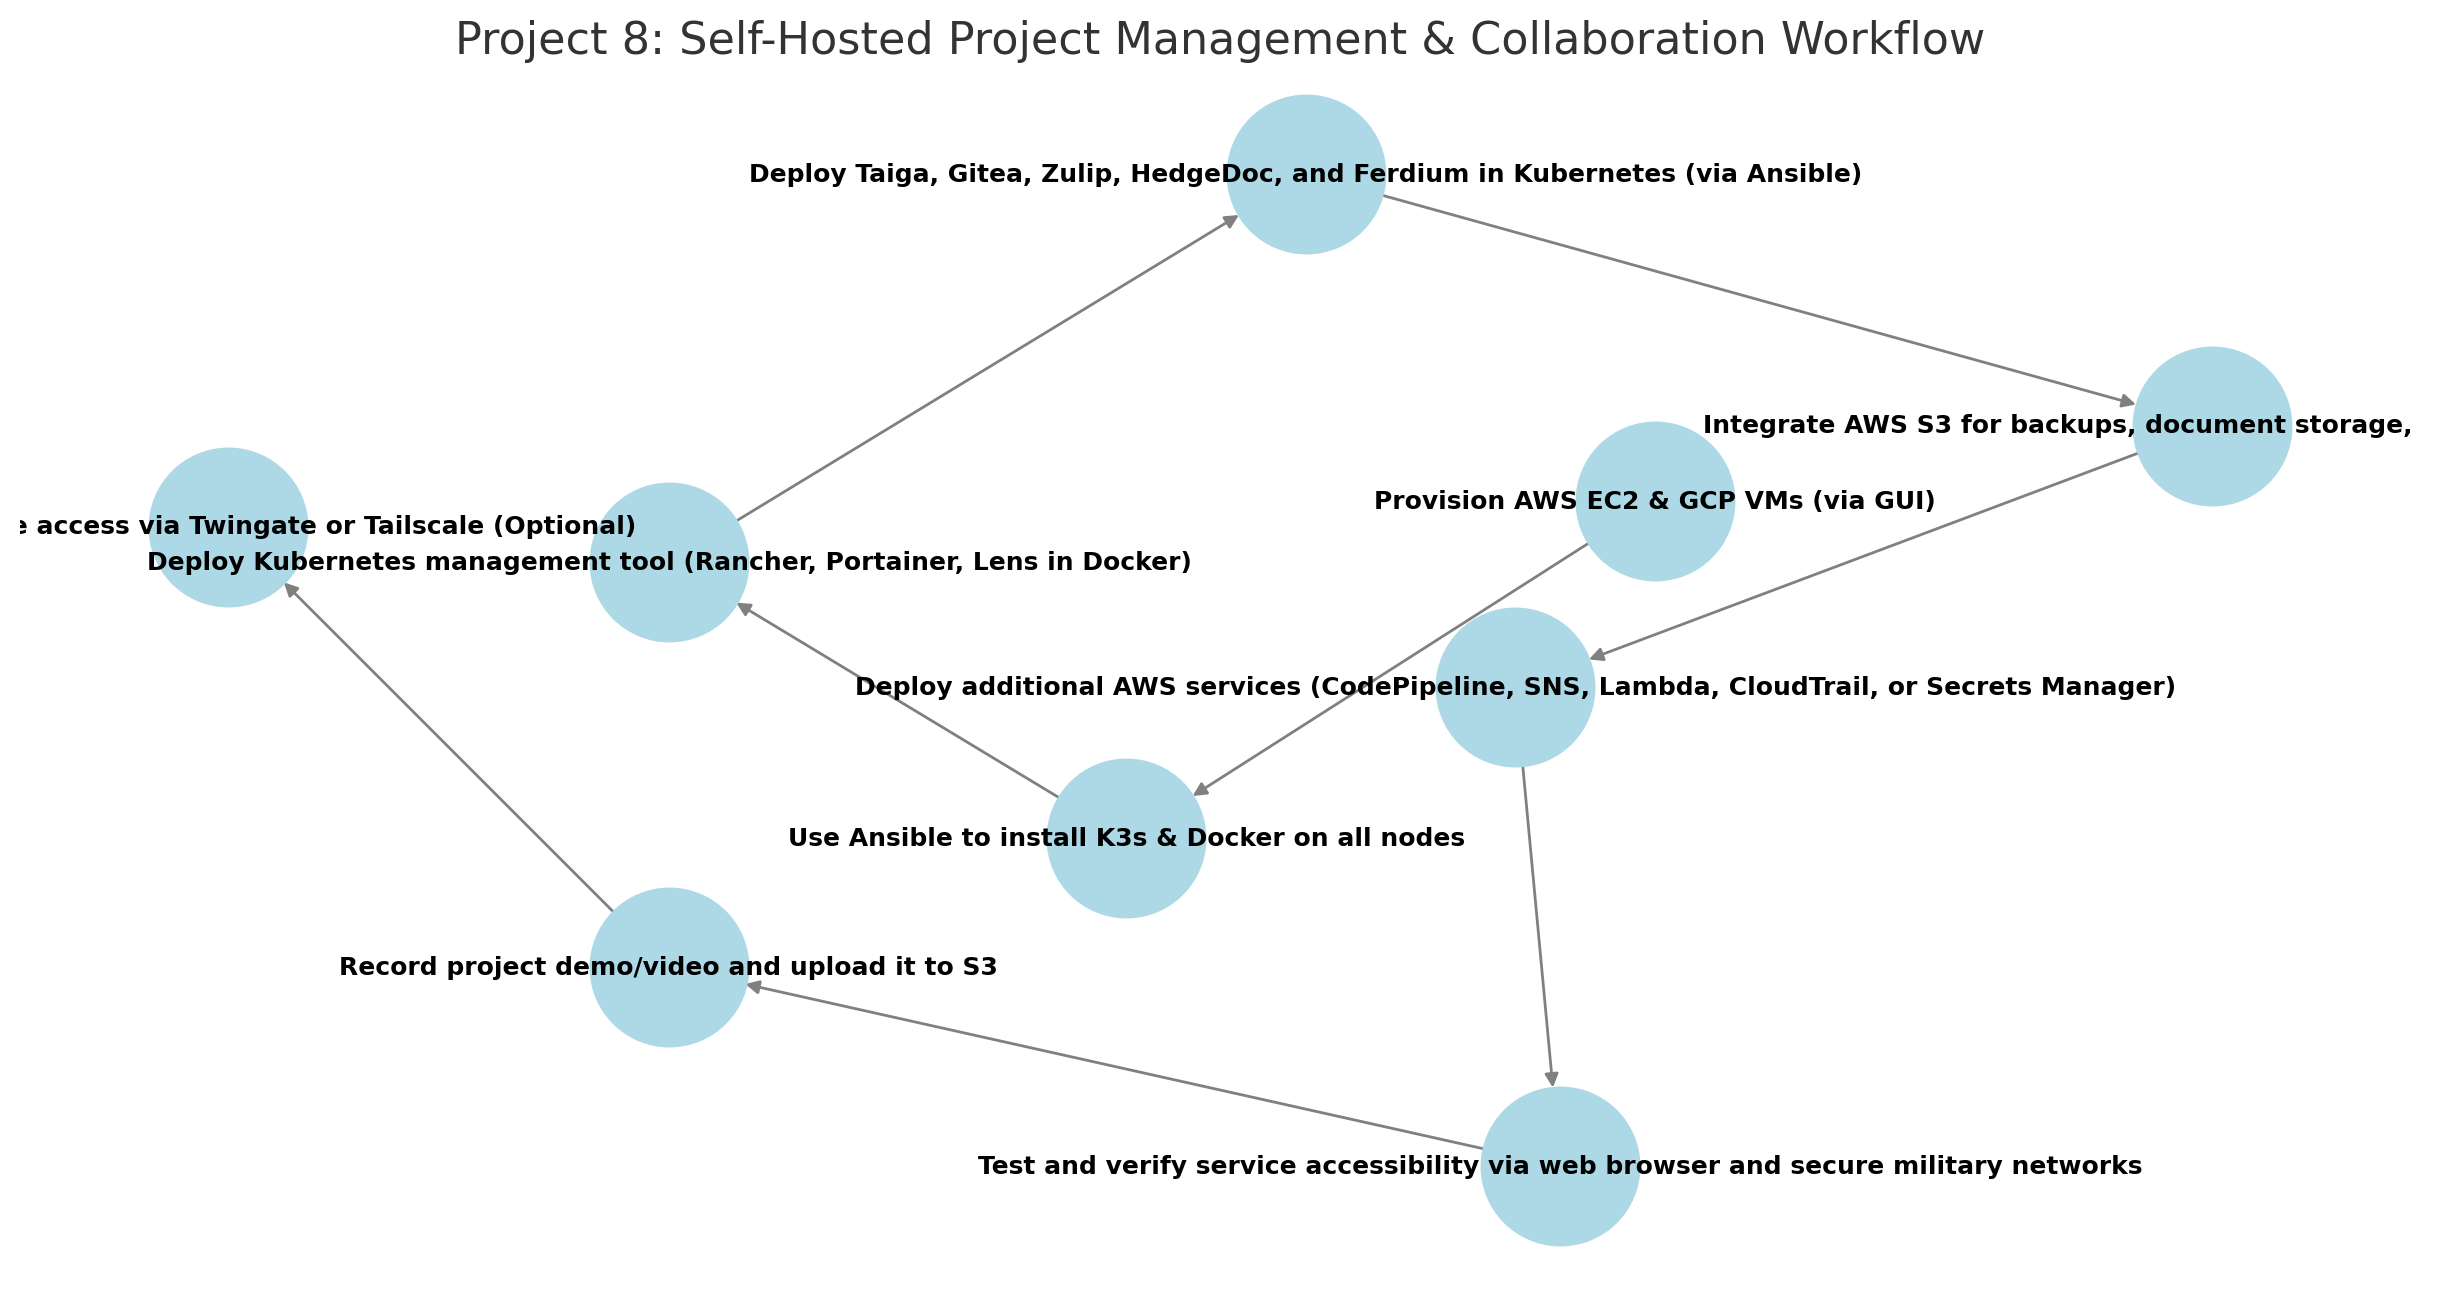 Project 8: Self-Hosted Project Management & Collaboration Workflow
Deploy Taiga, Gitea, Zulip, HedgeDoc, and Ferdium in Kubernetes (via Ansible)
Integrate AWS S3 for backups, document storage,
Provision AWS EC2 & GCP VMs (via GUI)
e access via Twingate or Tailscale (Optional)
Deploy Kubernetes management tool (Rancher, Portainer, Lens in Docker)
Deploy additional AWS services (CodePipeline, SNS, Lambda, CloudTrail, or Secrets Manager)
Use Ansible to install K3s & Docker on all nodes
Record project demo/video and upload it to S3
Test and verify service accessibility via web browser and secure military networks